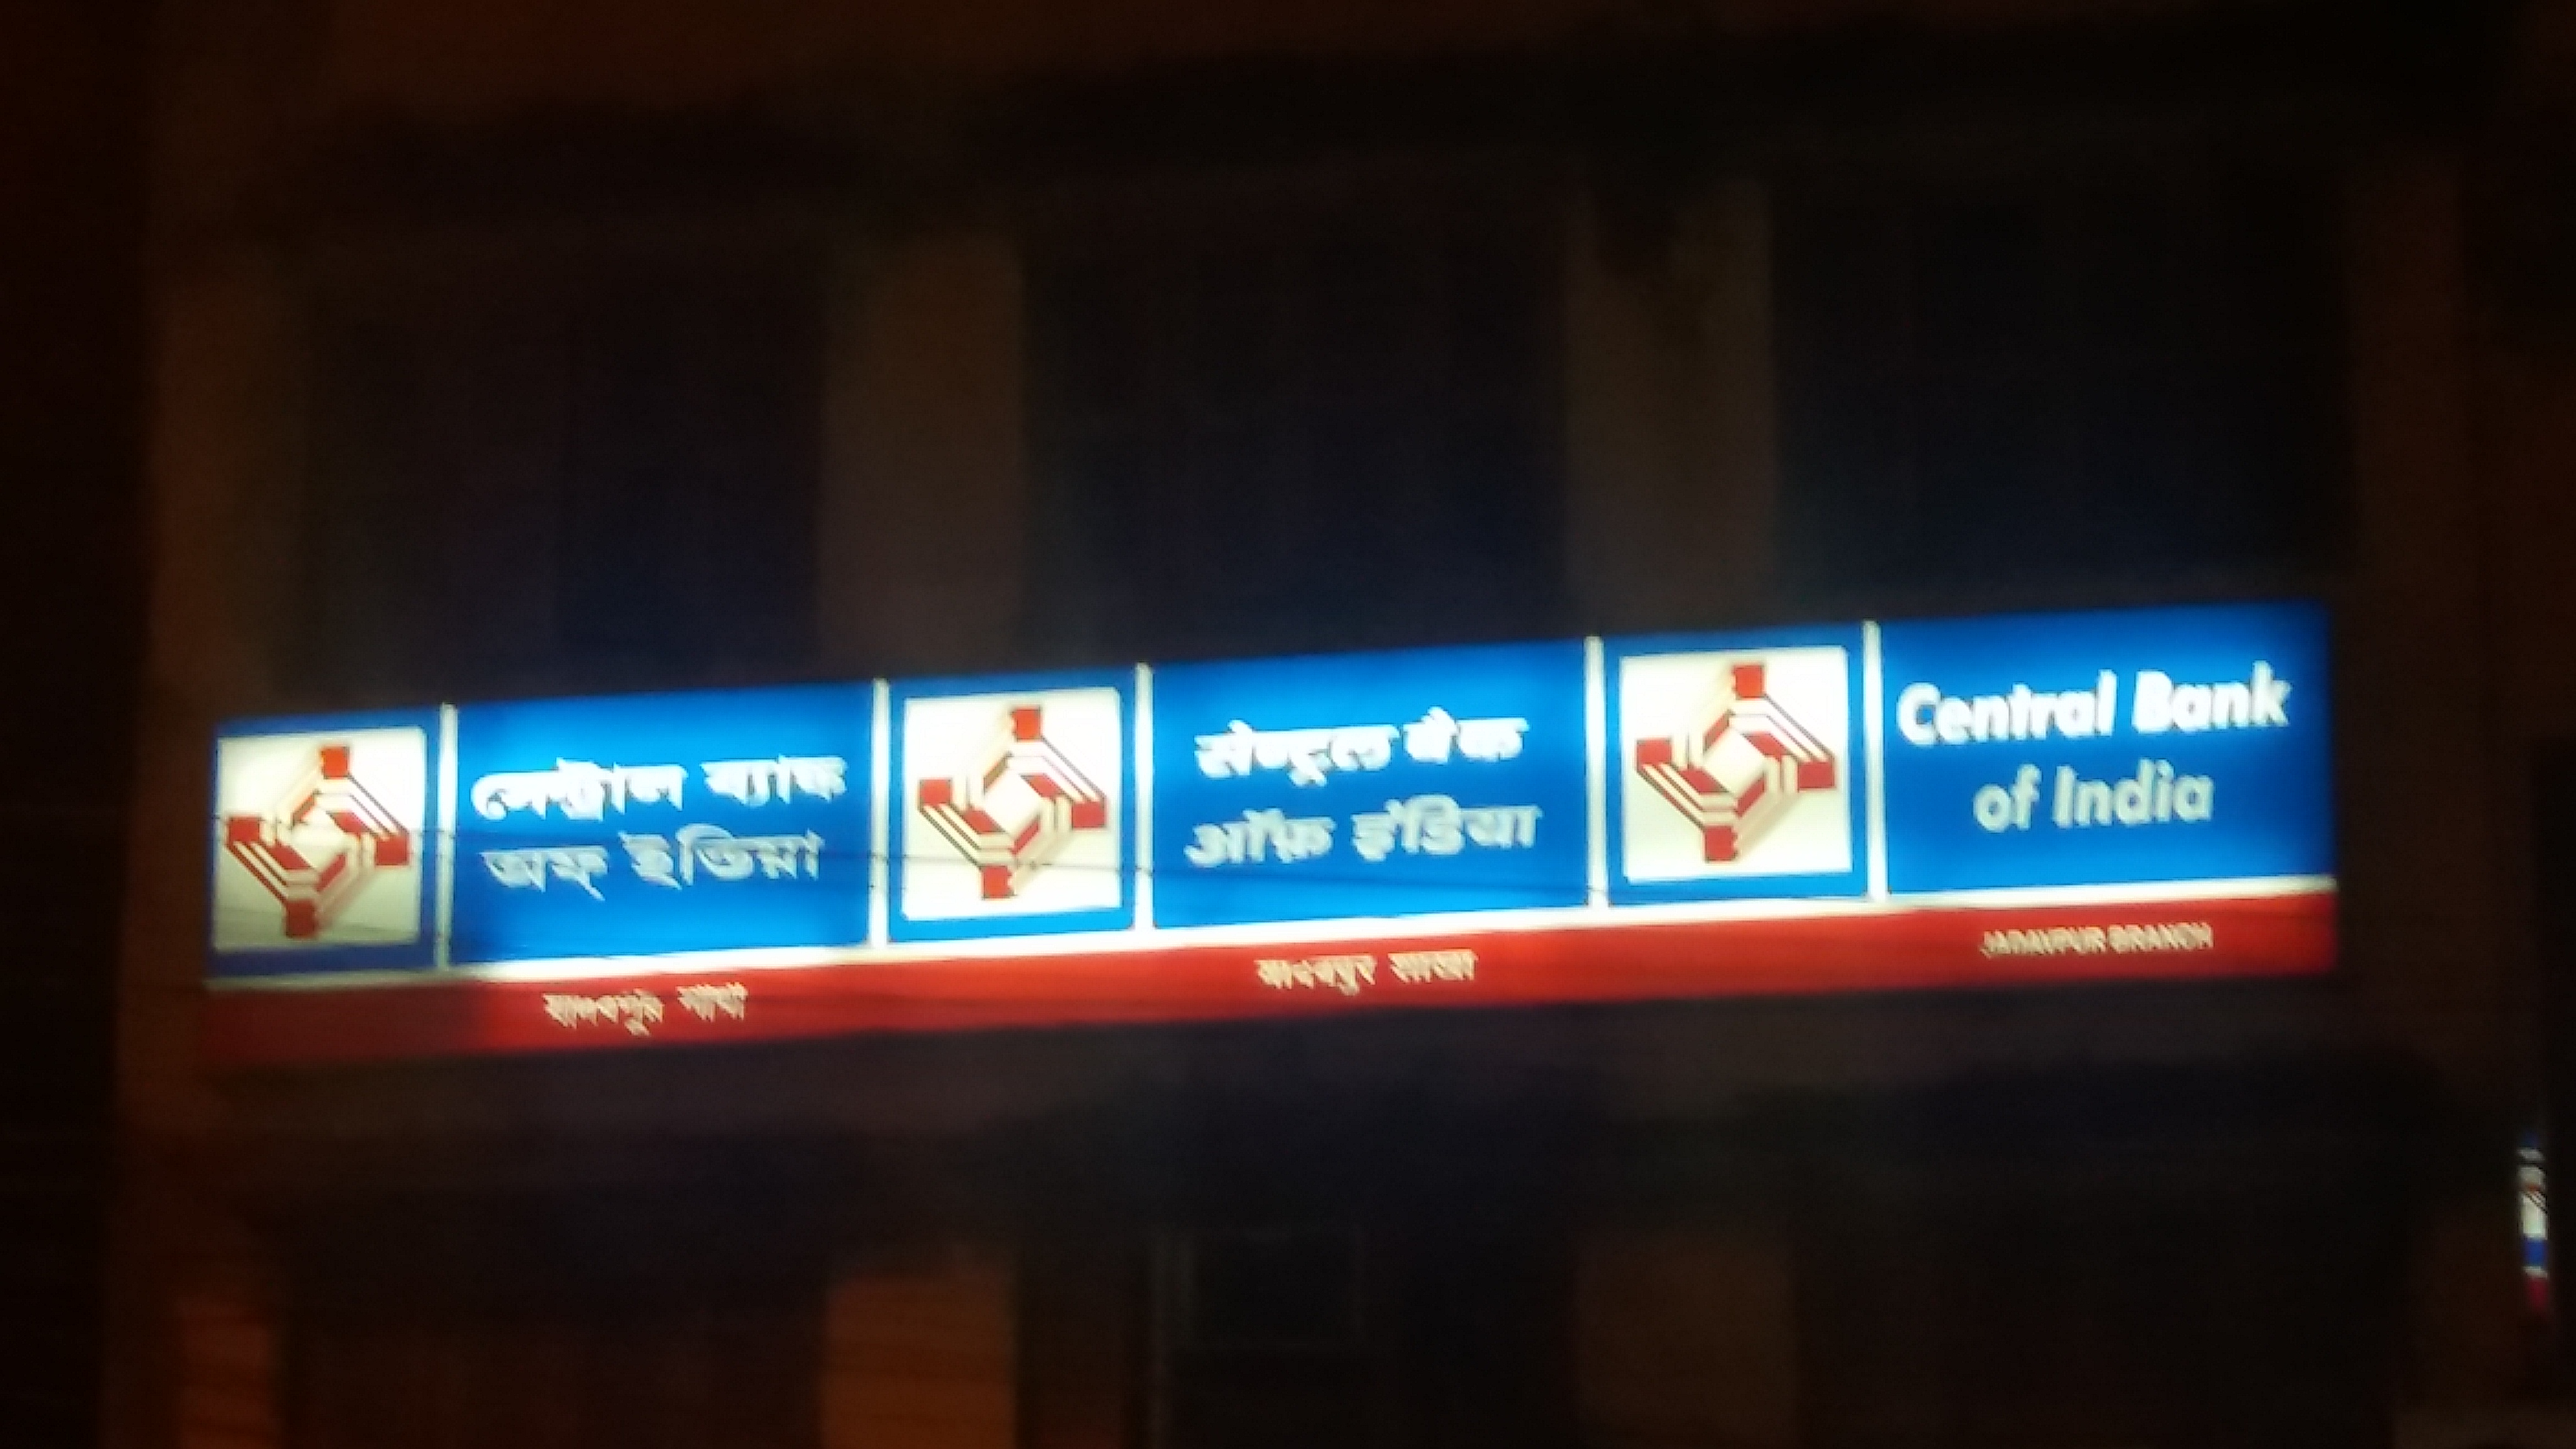 সেন্ট্রাল ব্যাঙ্ক
অফ্ ইন্ডিয়া
যাদবপুর শাখা
सेण्ट्रल बैंक
ऑफ़ इंडिया
यादवपुर शाखा
Central Bank
of India
JADAVPUR BRANCH